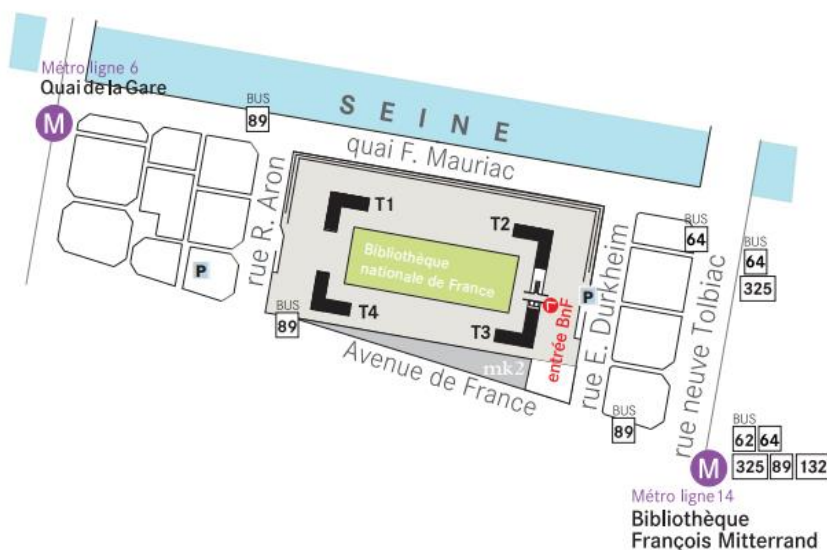 Métro ligne 6
Quai de la Gare
M
BUS
89
SEINE
quai F. Mauriac
rue R. Aron
T1
T2
Bibliothèque
nationale de France
T4
T3
P
P
entrée BnF
rue E. Durkheim
BUS
64
BUS
64
325
rue neuve Tolbiac
BUS
89
mk2
Avenue de France
BUS
89
BUS
62 64
325 89 132
M
Métro ligne 14
Bibliothèque
François Mitterrand